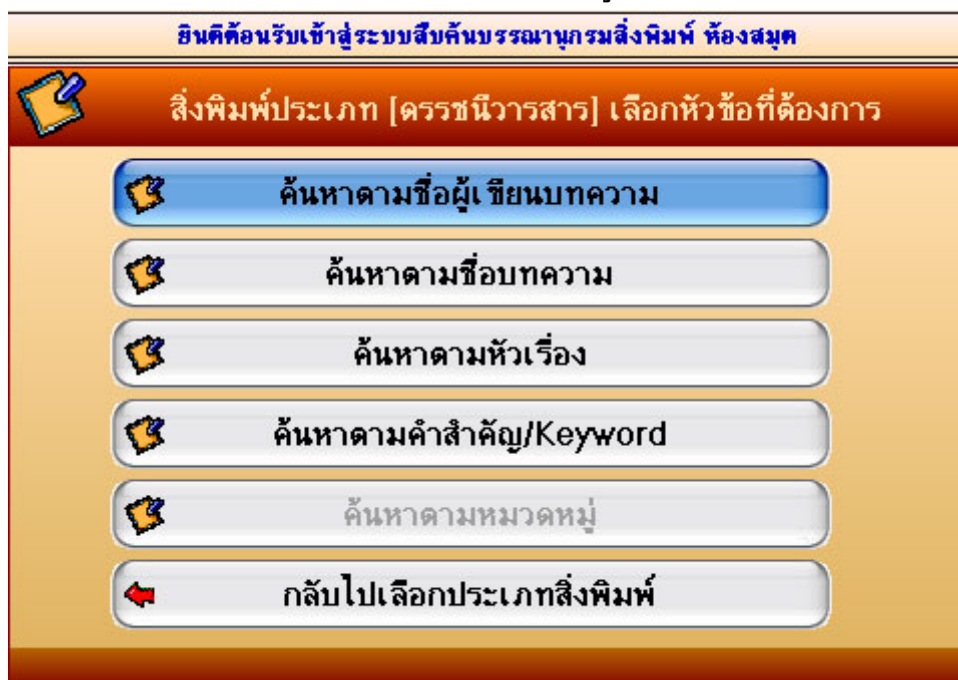 ยินดีต้อนรับเข้าสู่ระบบสืบค้นบรรณานุกรมสิ่งพิมพ์ ห้องสมุด
สิ่งพิมพ์ประเภท [ดรรชนีวารสาร] เลือกหัวข้อที่ต้องการ
ค้นหาตามชื่อผู้เขียนบทความ
ค้นหาตามชื่อบทความ
ค้นหาตามหัวเรื่อง
ค้นหาตามคำสำคัญ/Keyword
ค้นหาตามหมวดหมู่
กลับไปเลือกประเภทสิ่งพิมพ์